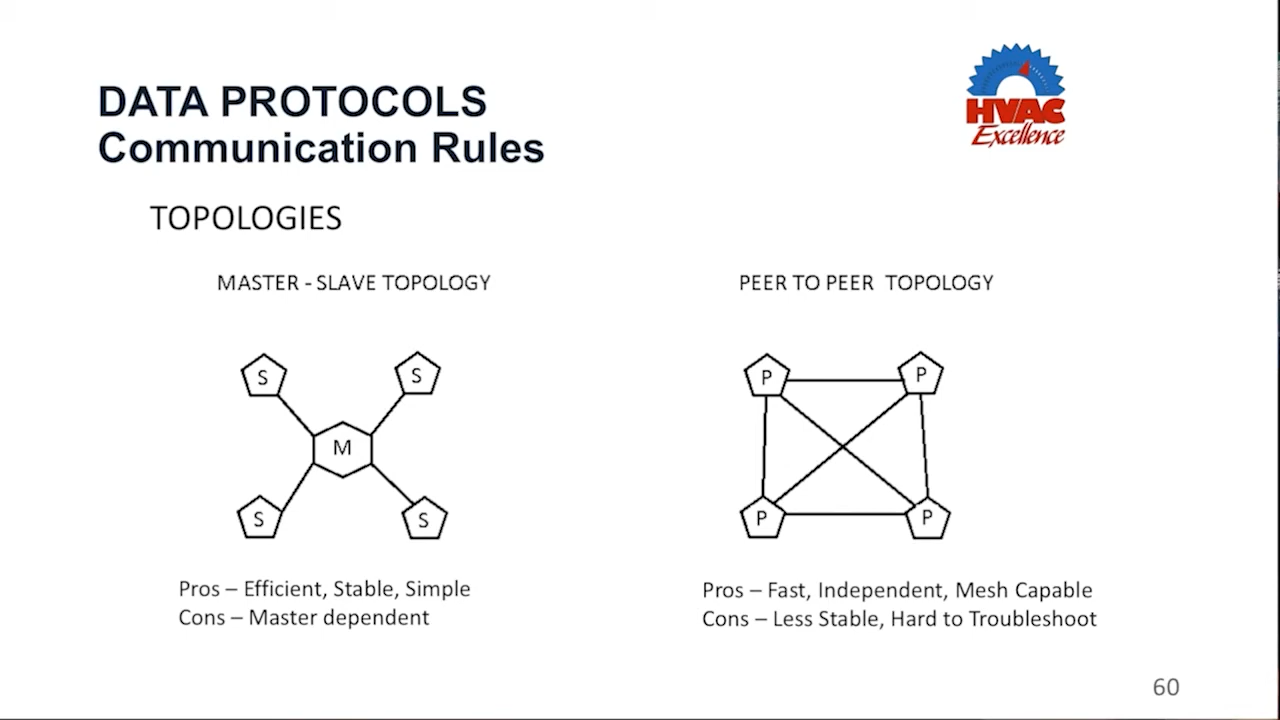 DATA PROTOCOLS
Communication Rules
HVAC
Excellence
TOPOLOGIES
MASTER - SLAVE TOPOLOGY
PEER TO PEER TOPOLOGY
S
S
M
S
S
P
P
P
P
Pros – Efficient, Stable, Simple
Cons – Master dependent
Pros – Fast, Independent, Mesh Capable
Cons – Less Stable, Hard to Troubleshoot
60